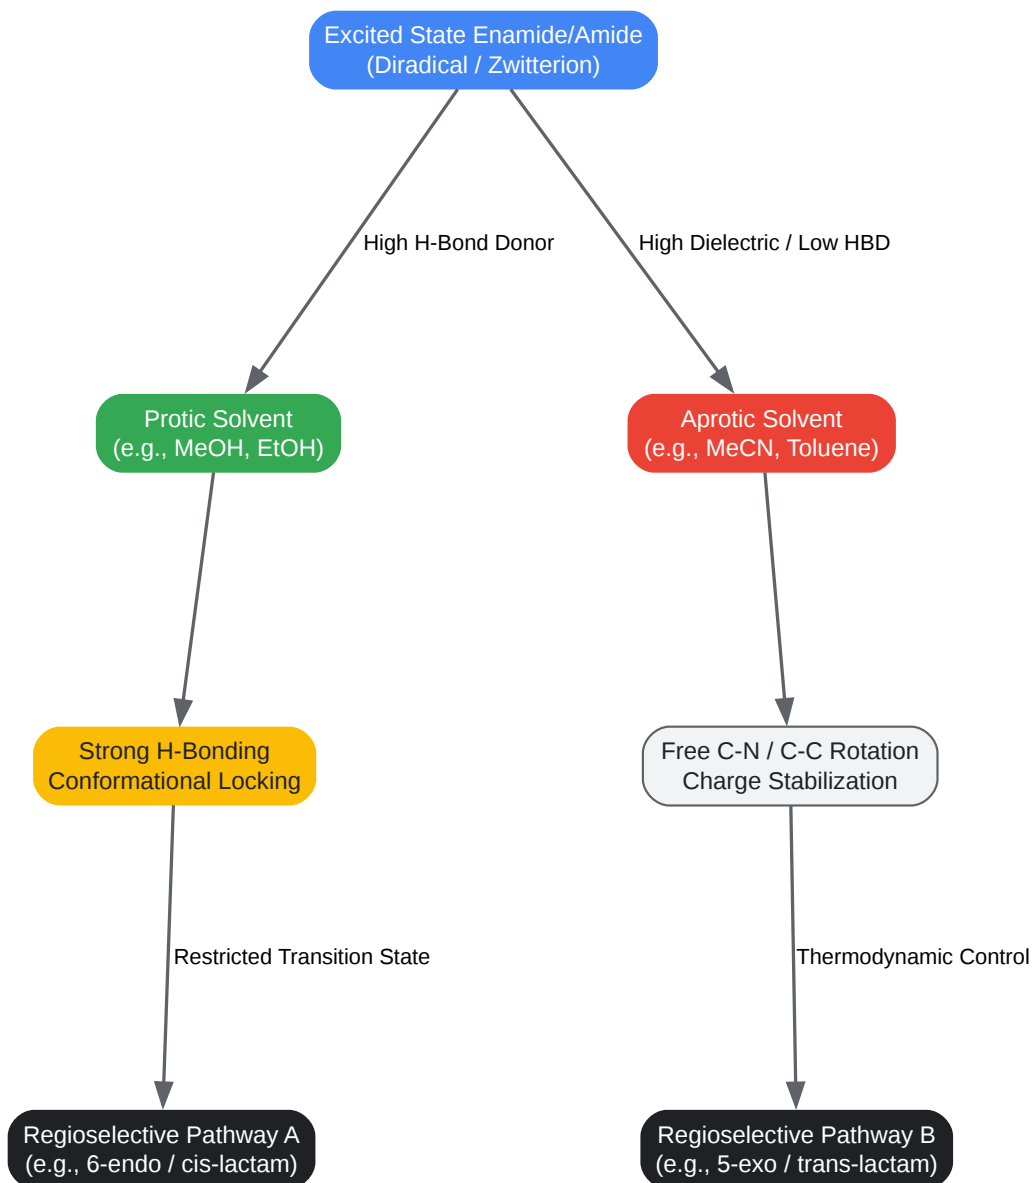 Excited State Enamide/Amide
(Diradical / Zwitterion)
High H-Bond Donor
High Dielectric / Low HBD
Protic Solvent
(e.g., MeOH, EtOH)
Aprotic Solvent
(e.g., MeCN, Toluene)
Strong H-Bonding
Conformational Locking
Free C-N / C-C Rotation
Charge Stabilization
Restricted Transition State
Thermodynamic Control
Regioselective Pathway A
(e.g., 6-endo / cis-lactam)
Regioselective Pathway B
(e.g., 5-exo / trans-lactam)